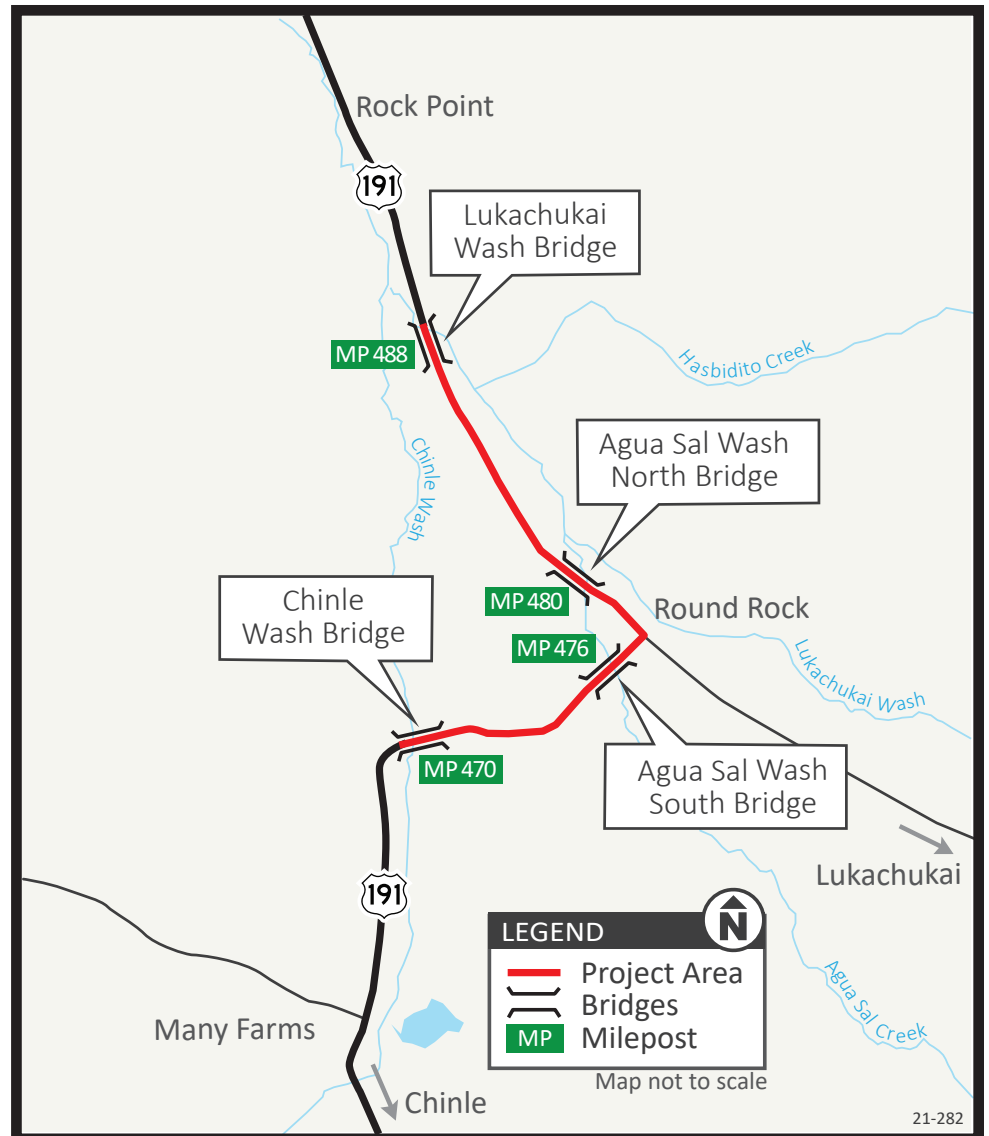 Rock Point
191
Lukachukai
Wash Bridge
MP 488
Hasbidito Creek
Chinle Wash
Agua Sal Wash
North Bridge
Chinle
Wash Bridge
MP 480
Round Rock
MP 476
Lukachukai Wash
MP 470
Agua Sal Wash
South Bridge
Lukachukai
191
LEGEND
N
Project Area
Bridges
MP Milepost
Map not to scale
Agua Sal Creek
Many Farms
Chinle
21-282